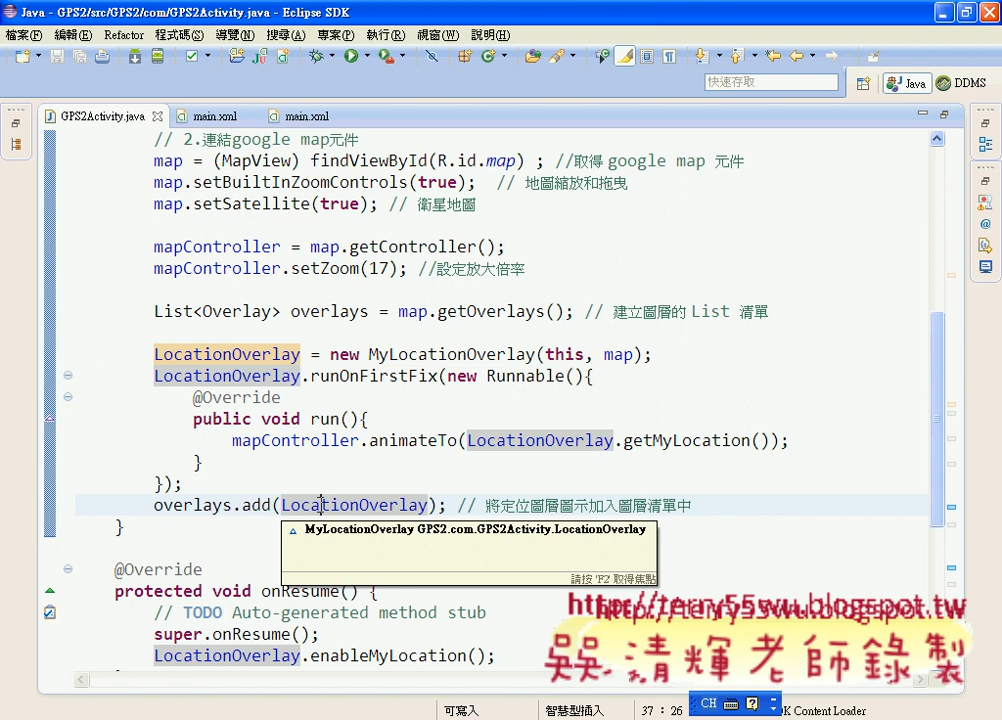 Java - GPS2/src/GPS2/com/GPS2Activity.java - Eclipse SDK
檔案(F) 編輯(E) Refactor 程式碼(S) 導覽(N) 搜尋(A) 專案(P) 執行(R) 視窗(W) 說明(H)
快速存取 Java DDMS
GPS2Activity.java main.xml main.xml
// 2.連結google map元件
map = (MapView) findViewById(R.id.map) ; //取得 google map 元件
map.setBuiltInZoomControls(true); // 地圖縮放和拖曳
map.setSatellite(true); // 衛星地圖
mapController = map.getController();
mapController.setZoom(17); //設定放大倍率
List<Overlay> overlays = map.getOverlays(); // 建立圖層的 List 清單
LocationOverlay = new MyLocationOverlay(this, map);
LocationOverlay.runOnFirstFix(new Runnable(){
@Override
public void run(){
mapController.animateTo(LocationOverlay.getMyLocation());
}
});
overlays.add(LocationOverlay); // 將定位圖層圖示加入圖層清單中
}
MyLocationOverlay GPS2.com.GPS2Activity.LocationOverlay
請按 'F2' 取得焦點
@Override
protected void onResume() {
// TODO Auto-generated method stub
super.onResume();
LocationOverlay.enableMyLocation();
http://terry55wu.blogspot.tw
吳清輝老師錄製
可寫入 智慧型插入 37 : 26 CH K Content Loader